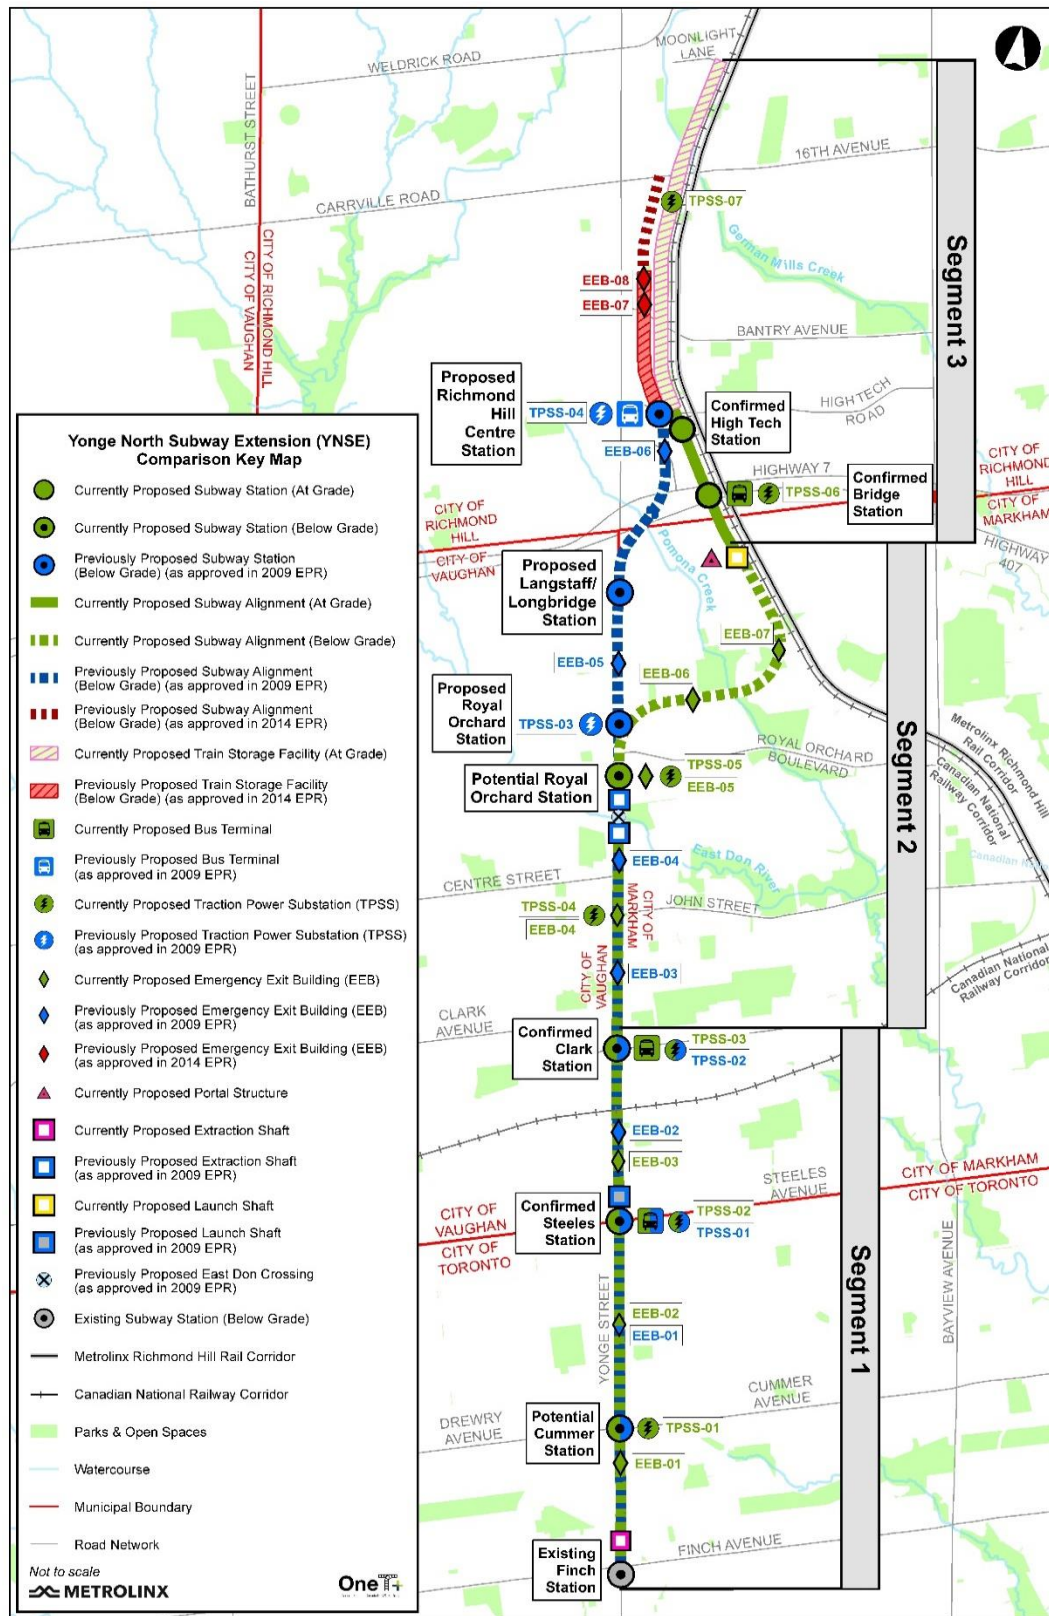 MOONLIGHT
LANE
WELDRICK ROAD
BATHURST STREET
16TH AVENUE
CARRVILLE ROAD
TPSS-07
German Mills Creek
Segment 3
CITY OF RICHMOND HILL
CITY OF VAUGHAN
EEB-08
EEB-07
BANTRY AVENUE
Proposed
Richmond
Hill
Centre
Station
TPSS-04
HIGH TECH
ROAD
Confirmed
High Tech
Station
EEB-06
HIGHWAY 7
CITY OF
RICHMOND
HILL
CITY OF
MARKHAM
TPSS-06
Confirmed
Bridge
Station
CITY OF
RICHMOND
HILL
CITY OF
VAUGHAN
HIGHWAY
407
Pomona Creek
Proposed
Langstaff/
Longbridge
Station
EEB-07
EEB-05
EEB-06
Proposed
Royal
Orchard
Station
TPSS-03
ROYAL ORCHARD
BOULEVARD
Segment 2
Metrolinx Richmond Hill
Rail Corridor
Canadian National
Railway Corridor
Potential Royal
Orchard Station
TPSS-05
EEB-05
EEB-04
East Don River
CENTRE STREET
JOHN STREET
TPSS-04
EEB-04
CITY OF
MARKHAM
CITY OF
VAUGHAN
EEB-03
Canadian National
Railway Corridor
CLARK
AVENUE
Confirmed
Clark
Station
TPSS-03
TPSS-02
EEB-02
EEB-03
STEELES
AVENUE
CITY OF MARKHAM
CITY OF TORONTO
CITY OF
VAUGHAN
CITY OF
TORONTO
Confirmed
Steeles
Station
TPSS-02
TPSS-01
Segment 1
BAYVIEW AVENUE
YONGE STREET
EEB-02
EEB-01
DREWRY
AVENUE
CUMMER
AVENUE
Potential
Cummer
Station
TPSS-01
EEB-01
Existing
Finch
Station
FINCH AVENUE
Yonge North Subway Extension (YNSE)
Comparison Key Map
Currently Proposed Subway Station (At Grade)
Currently Proposed Subway Station (Below Grade)
Previously Proposed Subway Station
(Below Grade) (as approved in 2009 EPR)
Currently Proposed Subway Alignment (At Grade)
Currently Proposed Subway Alignment (Below Grade)
Previously Proposed Subway Alignment
(Below Grade) (as approved in 2009 EPR)
Previously Proposed Subway Alignment
(Below Grade) (as approved in 2014 EPR)
Currently Proposed Train Storage Facility (At Grade)
Previously Proposed Train Storage Facility
(Below Grade) (as approved in 2014 EPR)
Currently Proposed Bus Terminal
Previously Proposed Bus Terminal
(as approved in 2009 EPR)
Currently Proposed Traction Power Substation (TPSS)
Previously Proposed Traction Power Substation (TPSS)
(as approved in 2009 EPR)
Currently Proposed Emergency Exit Building (EEB)
Previously Proposed Emergency Exit Building (EEB)
(as approved in 2009 EPR)
Previously Proposed Emergency Exit Building (EEB)
(as approved in 2014 EPR)
Currently Proposed Portal Structure
Currently Proposed Extraction Shaft
Previously Proposed Extraction Shaft
(as approved in 2009 EPR)
Currently Proposed Launch Shaft
Previously Proposed Launch Shaft
(as approved in 2009 EPR)
Previously Proposed East Don Crossing
(as approved in 2009 EPR)
Existing Subway Station (Below Grade)
Metrolinx Richmond Hill Rail Corridor
Canadian National Railway Corridor
Parks & Open Spaces
Watercourse
Municipal Boundary
Road Network
Not to scale
METROLINX
One T+